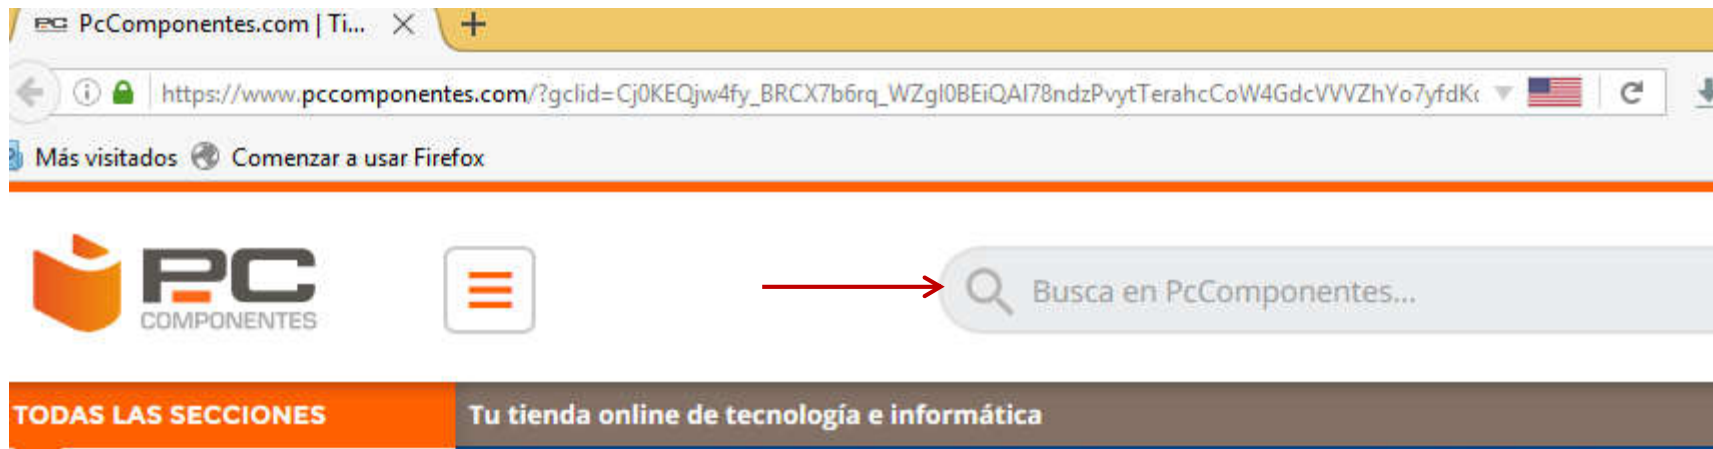 PcComponentes.com | Ti...
https://www.pccomponentes.com/?gclid=Cj0KEQjw4fy_BRCX7b6rq_WZgl0BEiQAI78ndzPvytTerahcCoW4GdcVVVZhYo7yfdKc
Más visitados Comenzar a usar Firefox
PC
COMPONENTES
Busca en PcComponentes...
TODAS LAS SECCIONES
Tu tienda online de tecnología e informática